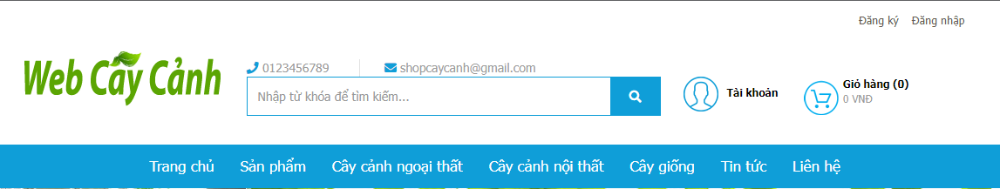 Đăng ký Đăng nhập
Web Cây Cảnh
0123456789 shopcaycanh@gmail.com
Nhập từ khóa để tìm kiếm...
Tài khoản
Giỏ hàng (0)
0 VNĐ
Trang chủ Sản phẩm Cây cảnh ngoại thất Cây cảnh nội thất Cây giống Tin tức Liên hệ